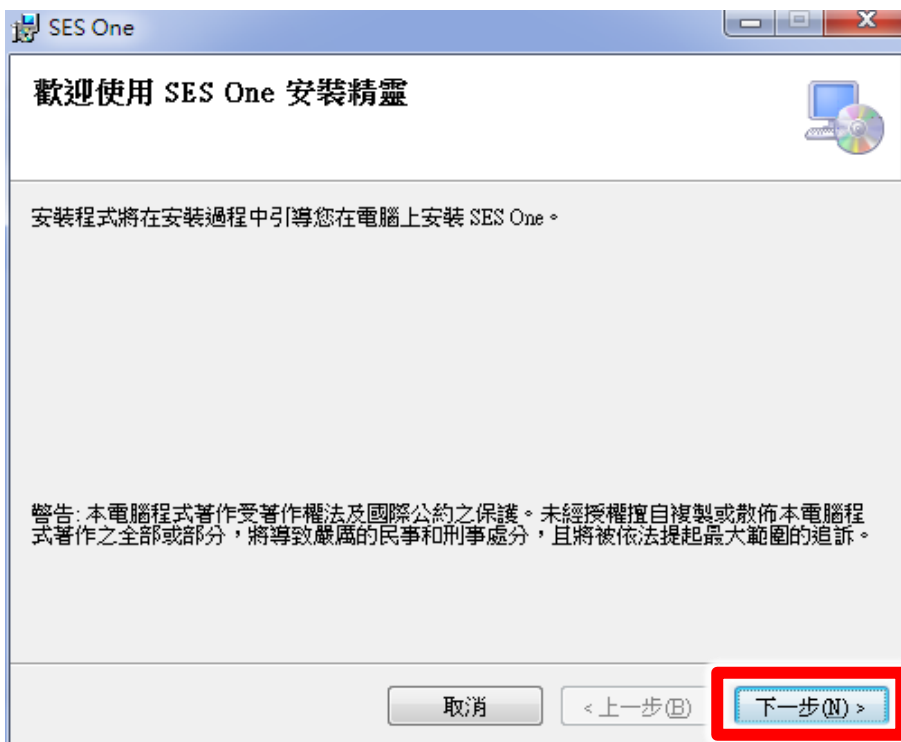 SES One
歡迎使用 SES One 安裝精靈
安裝程式將在安裝過程中引導您在電腦上安裝 SES One。
警告: 本電腦程式著作受著作權法及國際公約之保護。未經授權擅自複製或散佈本電腦程
式著作之全部或部分，將導致嚴厲的民事和刑事處分，且將被依法提起最大範圍的追訴。
取消
<上一步(B)
下一步(N) >